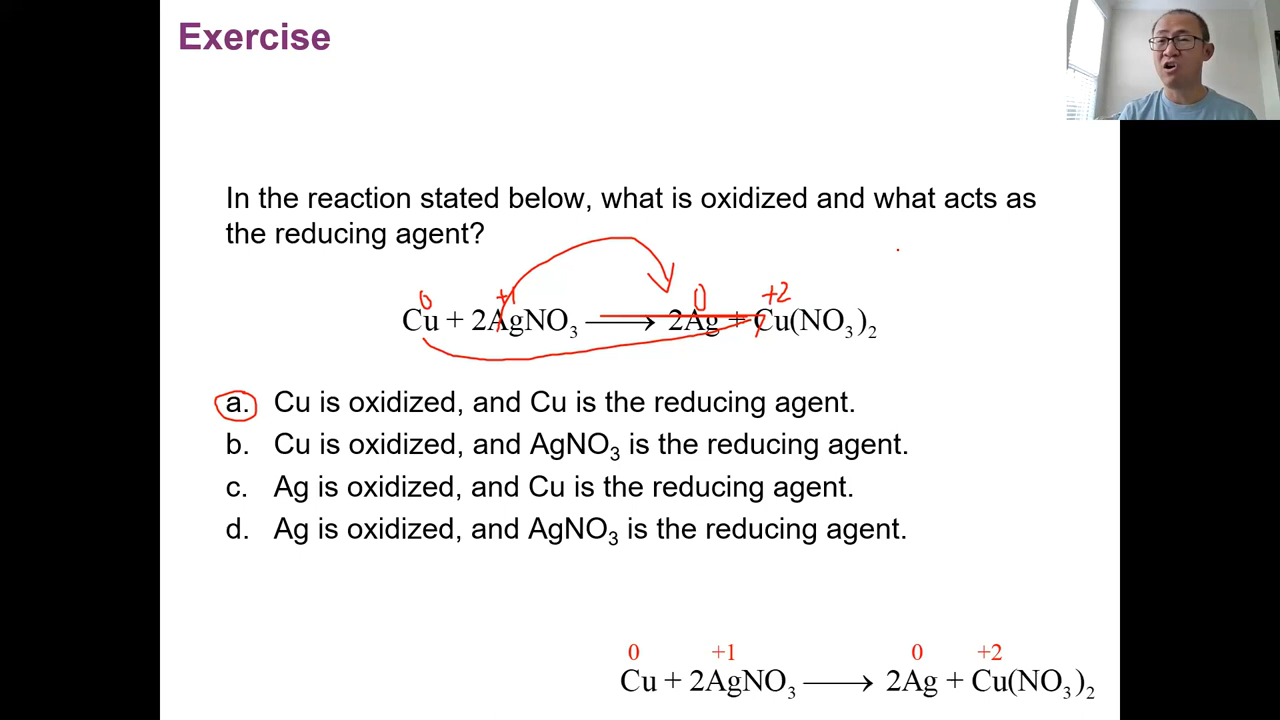 Exercise
In the reaction stated below, what is oxidized and what acts as
the reducing agent?
0 +1 0 +2
Cu + 2AgNO₃ ⟶ 2Ag + Cu(NO₃)₂
a. Cu is oxidized, and Cu is the reducing agent.
b. Cu is oxidized, and AgNO₃ is the reducing agent.
c. Ag is oxidized, and Cu is the reducing agent.
d. Ag is oxidized, and AgNO₃ is the reducing agent.
0 +1 0 +2
Cu + 2AgNO₃ ⟶ 2Ag + Cu(NO₃)₂